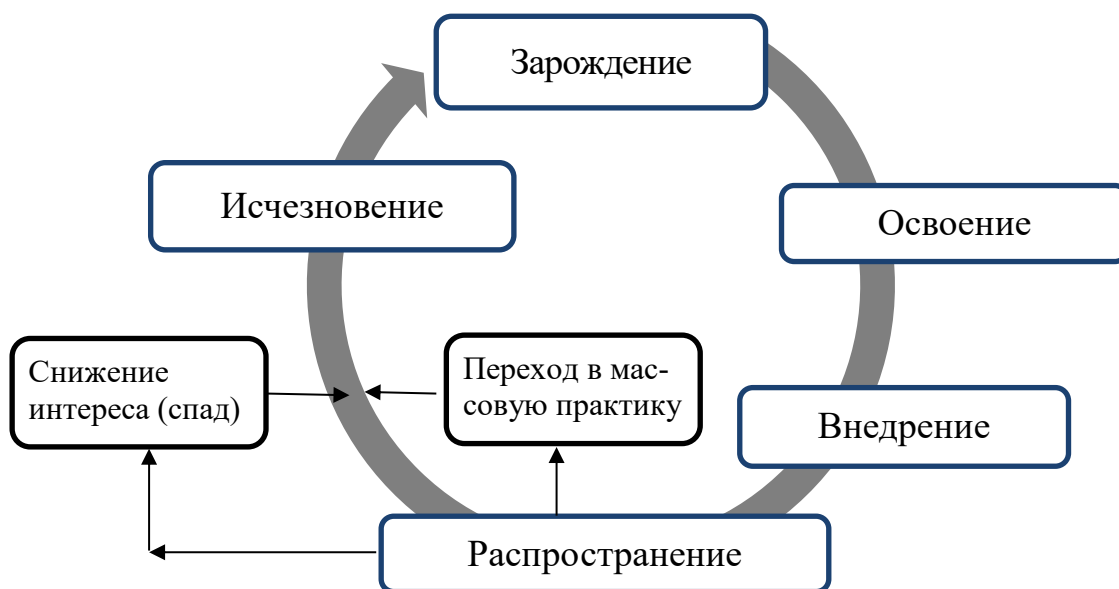 Зарождение
Исчезновение
Освоение
Снижение
интереса (спад)
Переход в мас-
совую практику
Внедрение
Распространение